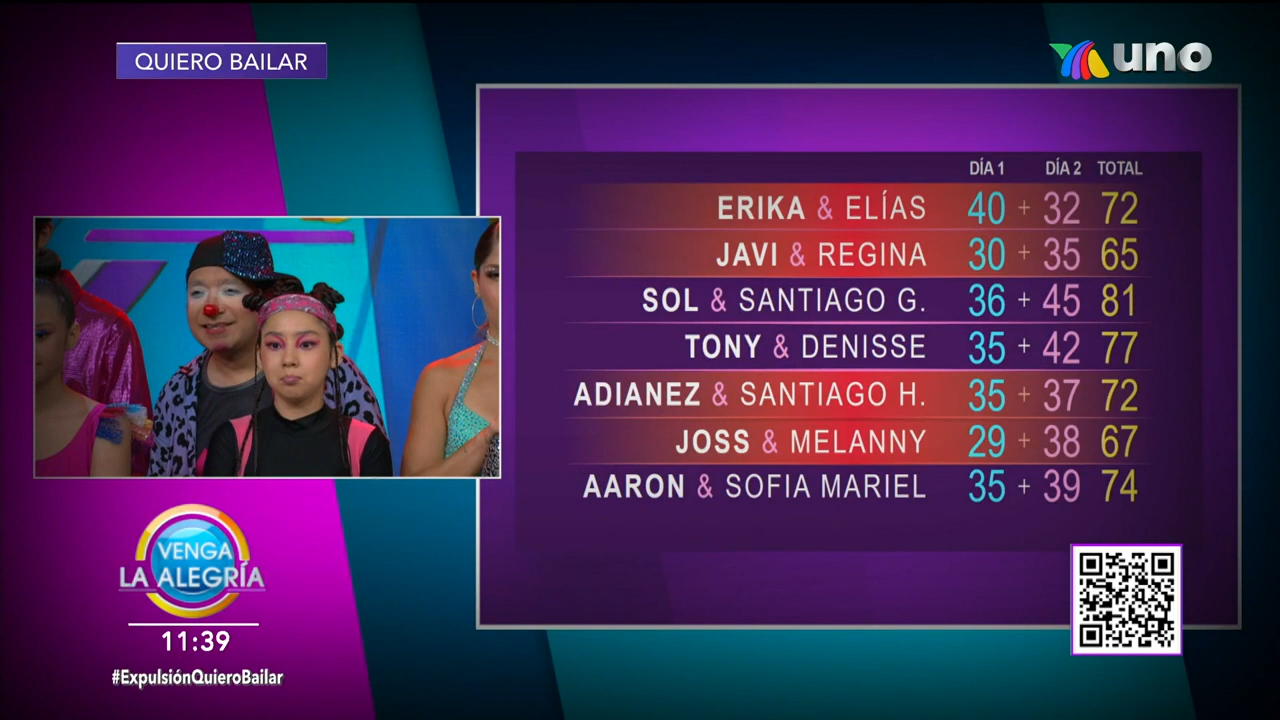 QUIERO BAILAR
uno
DÍA 1 DÍA 2 TOTAL
ERIKA & ELÍAS 40 + 32 72
JAVI & REGINA 30 + 35 65
SOL & SANTIAGO G. 36 + 45 81
TONY & DENISSE 35 + 42 77
ADIANEZ & SANTIAGO H. 35 + 37 72
JOSS & MELANNY 29 + 38 67
AARON & SOFIA MARIEL 35 + 39 74
VENGA
LA ALEGRÍA
11:39
#ExpulsiónQuieroBailar